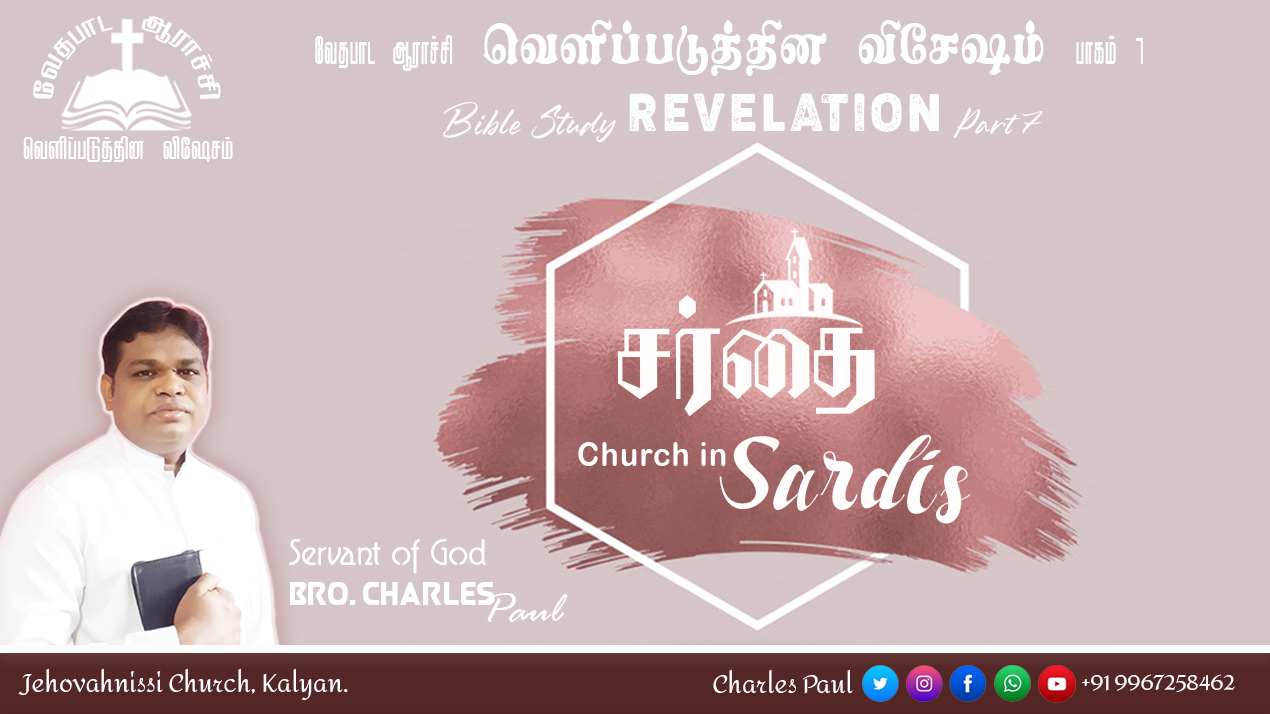 வேதபாட ஆராச்சி
வெளிப்படுத்தின விஷேசம்
வேதபாட ஆராச்சி வெளிப்படுத்தின விசேஷம் பாகம் 7
Bible Study REVELATION Part 7
சர்தை
Church in Sardis
Servant of God
BRO. CHARLES Paul
Jehovahnissi Church, Kalyan.
Charles Paul +91 9967258462